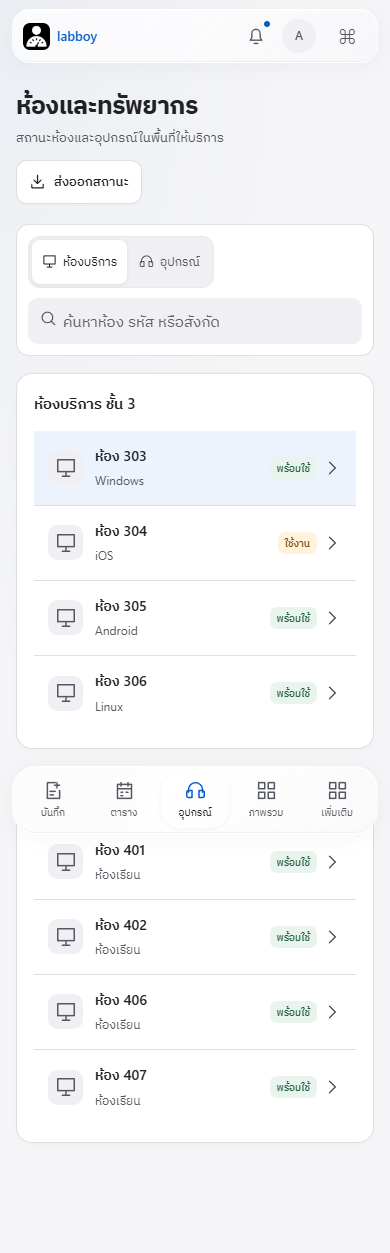 labboy
A
ห้องและทรัพยากร
สถานะห้องและอุปกรณ์ในพื้นที่ให้บริการ
ส่งออกสถานะ
ห้องบริการ
อุปกรณ์
ค้นหาห้อง รหัส หรือสังกัด
ห้องบริการ ชั้น 3
ห้อง 303
Windows
พร้อมใช้
ห้อง 304
iOS
ใช้งาน
ห้อง 305
Android
พร้อมใช้
ห้อง 306
Linux
พร้อมใช้
บันทึก
ตาราง
อุปกรณ์
ภาพรวม
เพิ่มเติม
ห้อง 401
ห้องเรียน
พร้อมใช้
ห้อง 402
ห้องเรียน
พร้อมใช้
ห้อง 406
ห้องเรียน
พร้อมใช้
ห้อง 407
ห้องเรียน
พร้อมใช้